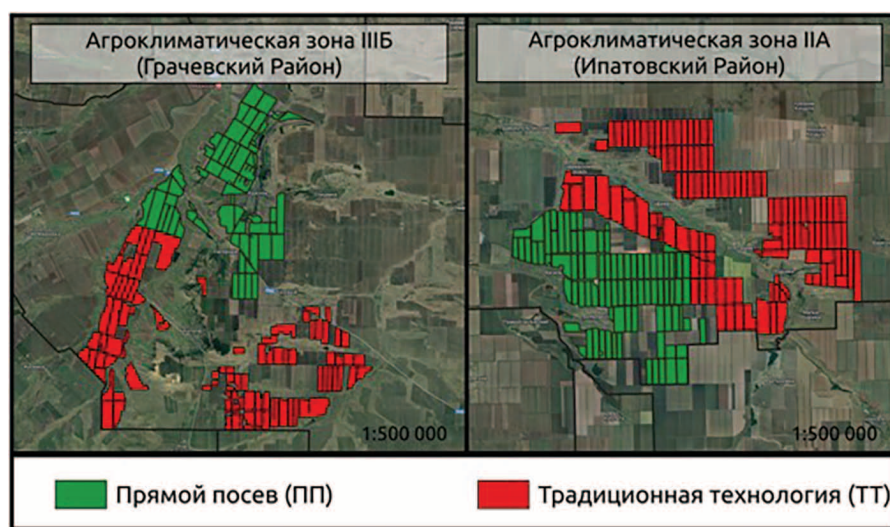 Агроклиматическая зона IIIБ
(Грачевский Район)
Агроклиматическая зона IIА
(Ипатовский Район)
1:500 000
1:500 000
Прямой посев (ПП)
Традиционная технология (ТТ)